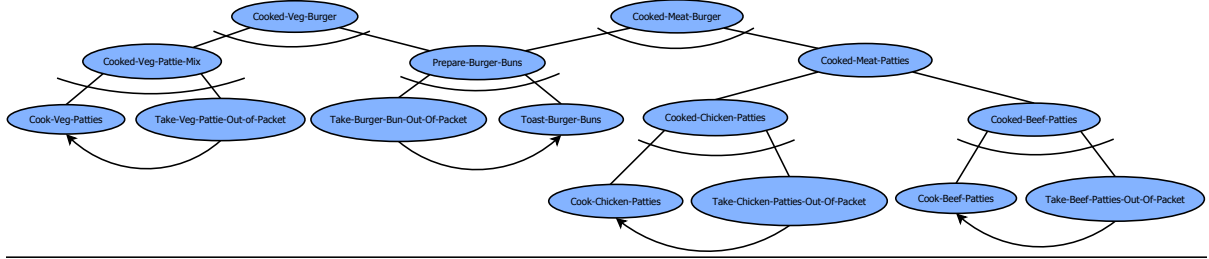 Cooked-Veg-Burger
Cooked-Meat-Burger
Cooked-Veg-Pattie-Mix
Prepare-Burger-Buns
Cooked-Meat-Patties
Cook-Veg-Patties
Take-Veg-Pattie-Out-of-Packet
Take-Burger-Bun-Out-Of-Packet
Toast-Burger-Buns
Cooked-Chicken-Patties
Cooked-Beef-Patties
Cook-Chicken-Patties
Take-Chicken-Patties-Out-Of-Packet
Cook-Beef-Patties
Take-Beef-Patties-Out-Of-Packet